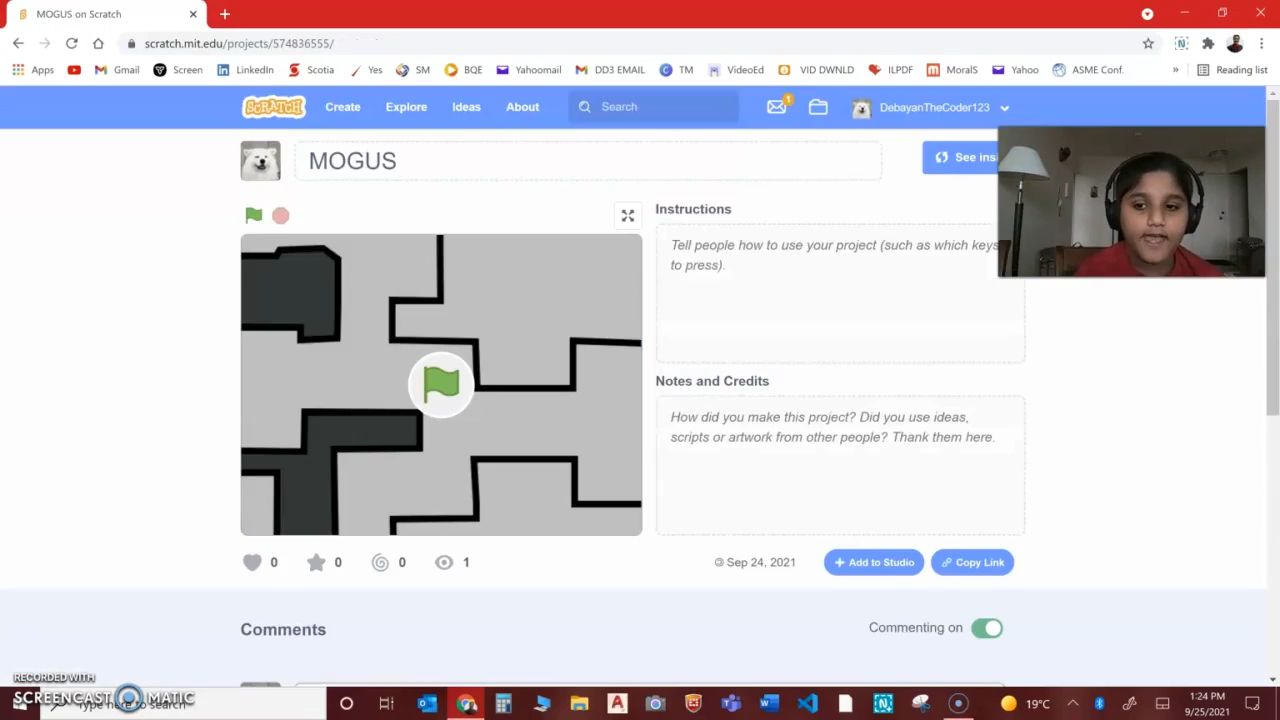 MOGUS on Scratch
scratch.mit.edu/projects/574836555/
Apps Gmail Screen LinkedIn Scotia Yes SM BQE Yahoomail DD3 EMAIL TM VideoEd VID DWNLD ILPDF MoralS Yahoo ASME Conf. » Reading list
SCRATCH Create Explore Ideas About Search 1 DebayanTheCoder123
MOGUS
See insi
Instructions
Tell people how to use your project (such as which keys
to press).
Notes and Credits
How did you make this project? Did you use ideas,
scripts or artwork from other people? Thank them here.
0 0 0 1
Sep 24, 2021
Add to Studio
Copy Link
Comments
Commenting on
RECORDED WITH
SCREENCAST MATIC
Type here to search
19°C
1:24 PM
9/25/2021